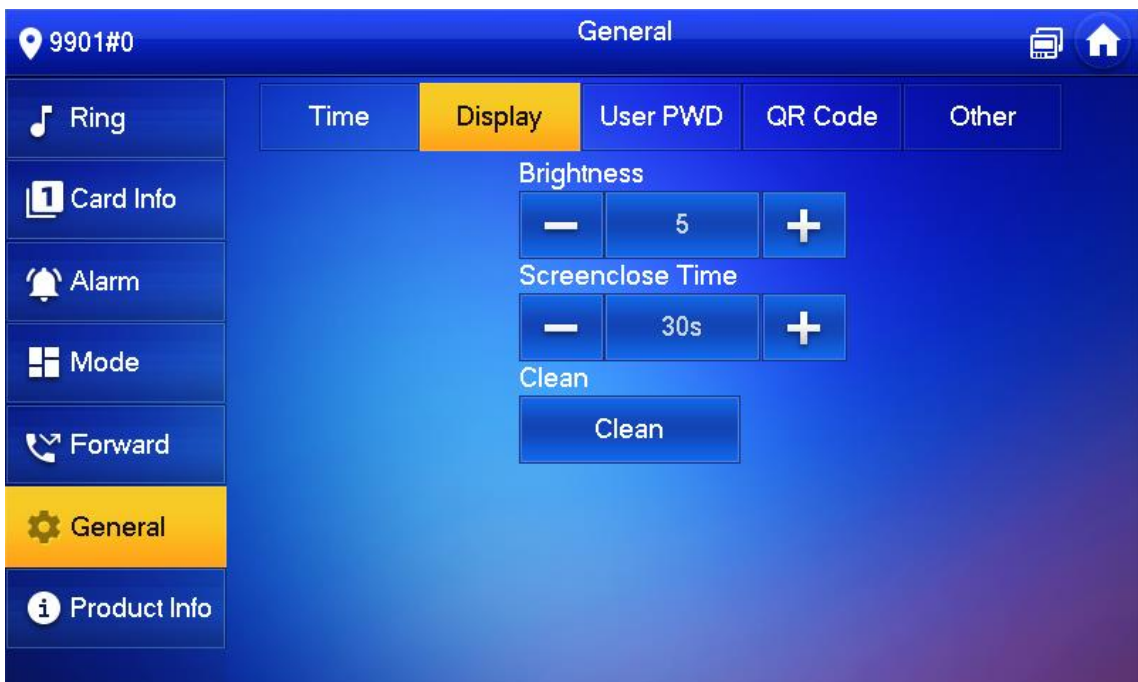 9901#0
General
Ring
Card Info
Alarm
Mode
Forward
General
Product Info
Time
Display
User PWD
QR Code
Other
Brightness
5
Screenclose Time
30s
Clean
Clean